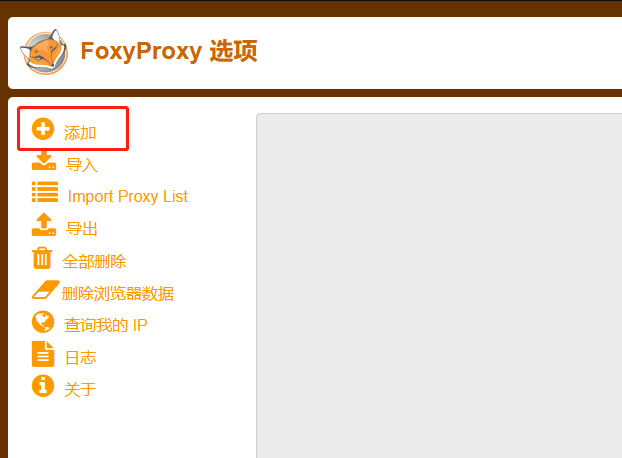 FoxyProxy 选项
添加
导入
Import Proxy List
导出
全部删除
删除浏览器数据
查询我的 IP
日志
关于